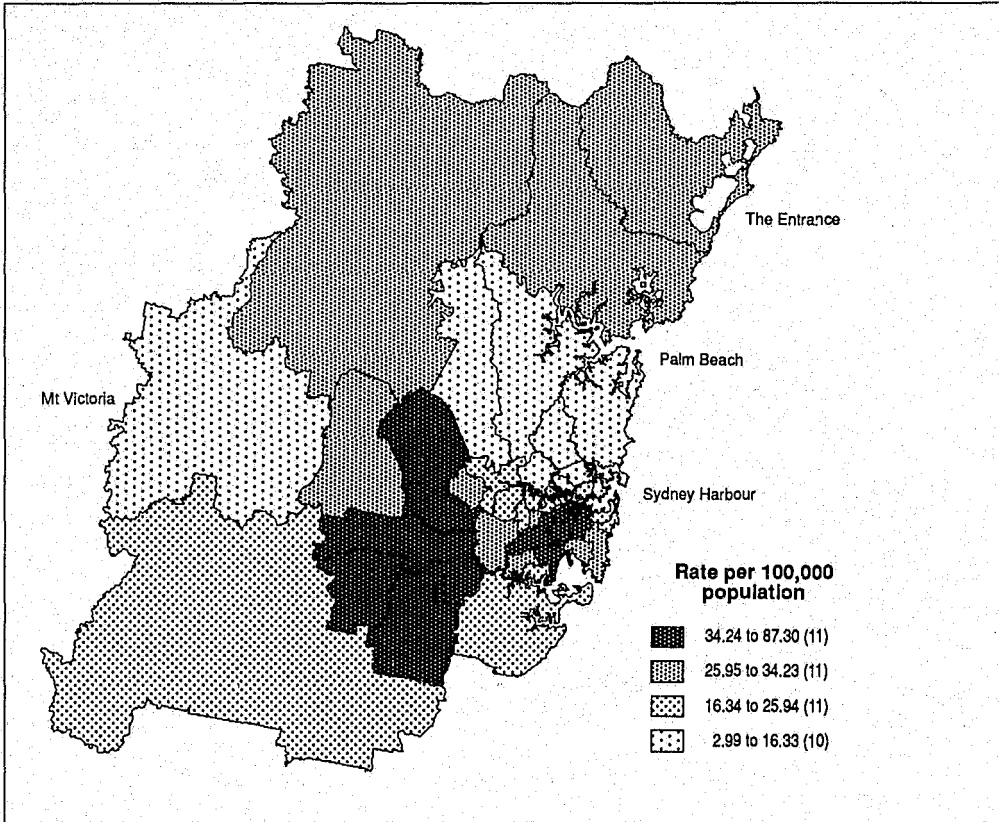 The Entrance
Palm Beach
Mt Victoria
Sydney Harbour
Rate per 100,000
population
34.24 to 87.30 (11)
25.95 to 34.23 (11)
16.34 to 25.94 (11)
2.99 to 16.33 (10)